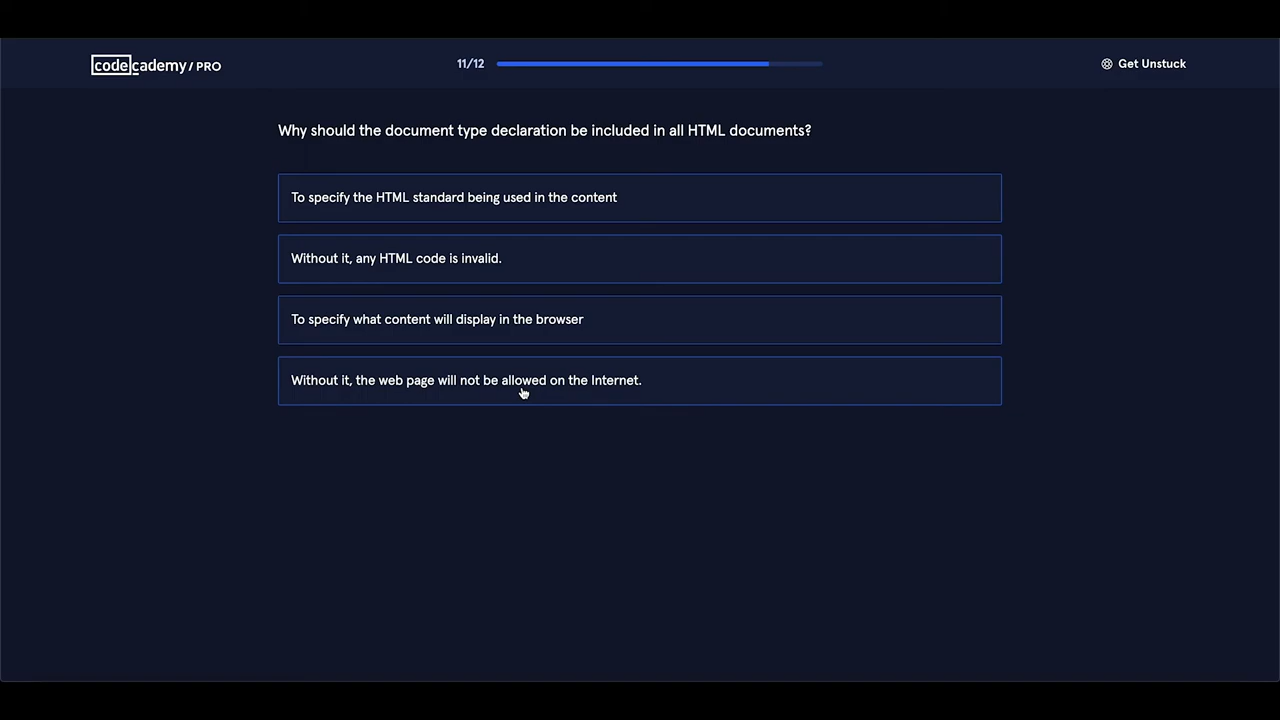 codecademy / PRO
11/12
Get Unstuck
Why should the document type declaration be included in all HTML documents?
To specify the HTML standard being used in the content
Without it, any HTML code is invalid.
To specify what content will display in the browser
Without it, the web page will not be allowed on the Internet.